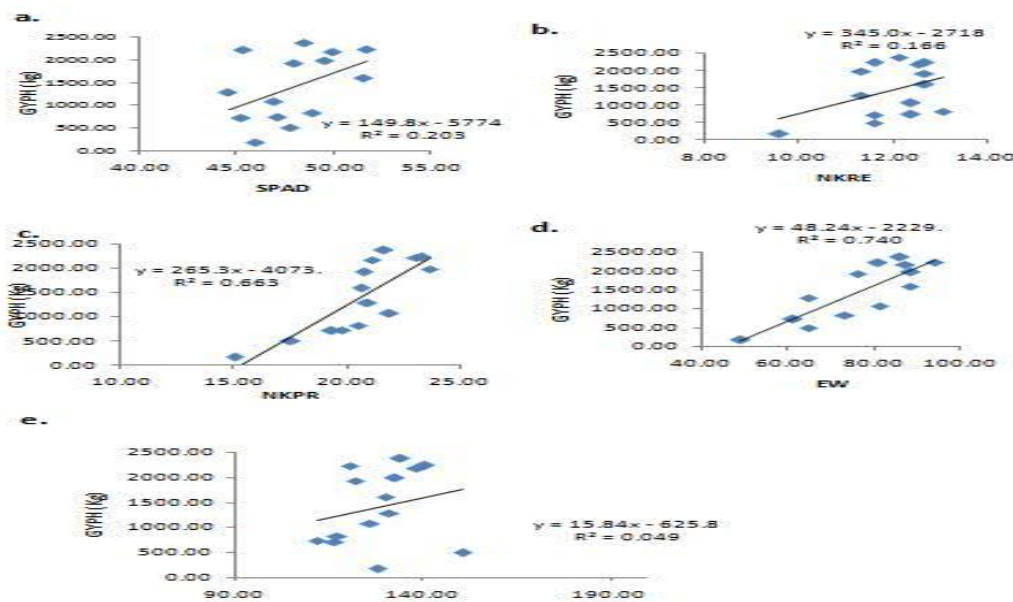 a.
2500.00
2000.00
1500.00
1000.00
500.00
0.00
GYPH(kg)
40.00 45.00 50.00 55.00
SPAD
y = 149.8x - 5774
R² = 0.203
b.
y = 345.0x - 2718
R² = 0.166
2500.00
2000.00
1500.00
1000.00
500.00
0.00
GYPH(kg)
8.00 10.00 12.00 14.00
NKRE
c.
2500.00
2000.00
1500.00
1000.00
500.00
0.00
GYPH(Kg)
y = 265.3x - 4073.
R² = 0.663
10.00 15.00 20.00 25.00
NKPR
d.
y = 48.24x - 2229.
R² = 0.740
2500.00
2000.00
1500.00
1000.00
500.00
0.00
GYPH(Kg)
40.00 60.00 80.00 100.00
EW
e.
2500.00
2000.00
1500.00
1000.00
500.00
0.00
GYPH(Kg)
y = 15.84x - 625.8
R² = 0.049
90.00 140.00 190.00